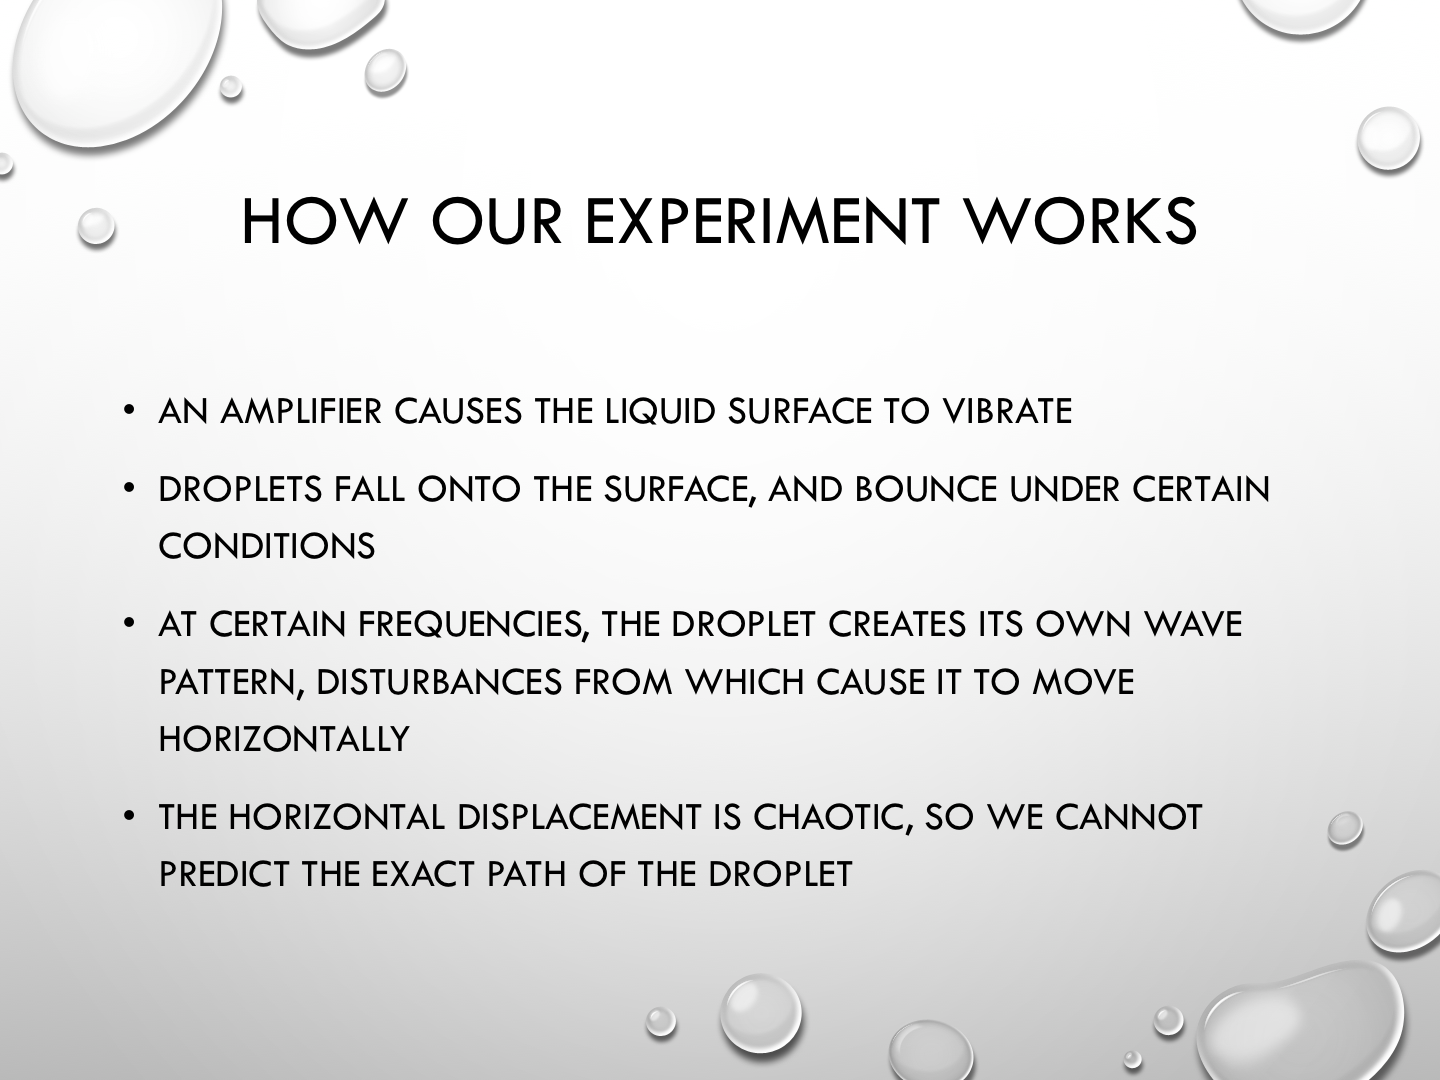 HOW OUR EXPERIMENT WORKS
• AN AMPLIFIER CAUSES THE LIQUID SURFACE TO VIBRATE
• DROPLETS FALL ONTO THE SURFACE, AND BOUNCE UNDER CERTAIN
CONDITIONS
• AT CERTAIN FREQUENCIES, THE DROPLET CREATES ITS OWN WAVE
PATTERN, DISTURBANCES FROM WHICH CAUSE IT TO MOVE
HORIZONTALLY
• THE HORIZONTAL DISPLACEMENT IS CHAOTIC, SO WE CANNOT
PREDICT THE EXACT PATH OF THE DROPLET